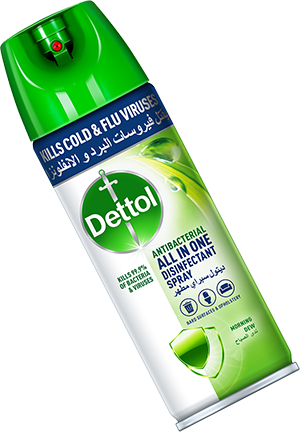 KILLS COLD & FLU VIRUSES
يقتل فيروسات البرد و الانفلونزا
Dettol
KILLS 99.9%
OF BACTERIA
& VIRUSES
ANTIBACTERIAL
ALL IN ONE
DISINFECTANT
SPRAY
ديتول سبراي مطهر
HARD SURFACES & UPHOLSTERY
MORNING
DEW
ندى الصباح